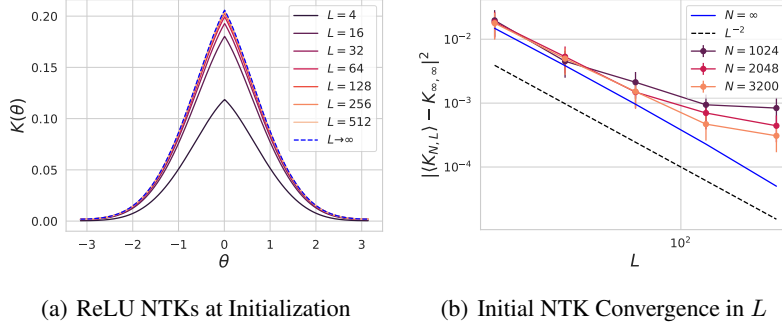 K(θ)
0.20
0.15
0.10
0.05
0.00
−3 −2 −1 0 1 2 3
θ
L = 4
L = 16
L = 32
L = 64
L = 128
L = 256
L = 512
L→∞
|⟨K_{N,L}⟩ − K_{∞,∞}|²
10⁻²
10⁻³
10⁻⁴
10²
L
N = ∞
L⁻²
N = 1024
N = 2048
N = 3200
(a) ReLU NTKs at Initialization
(b) Initial NTK Convergence in L